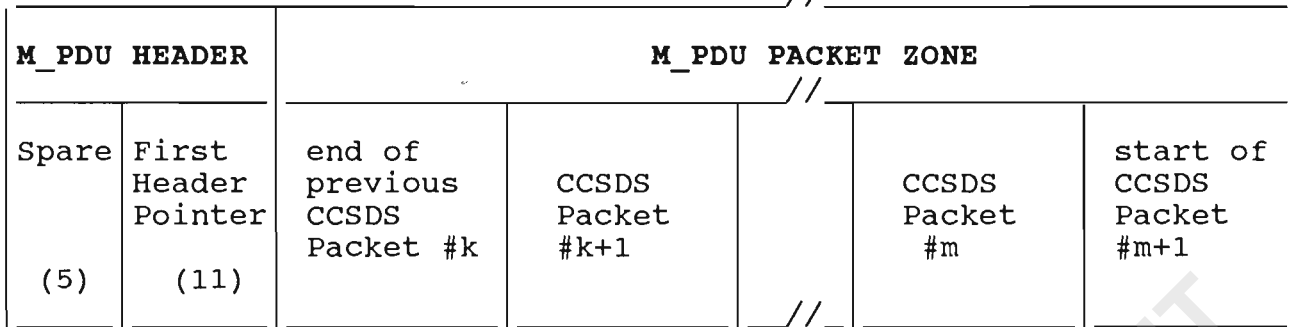 M_PDU HEADER
M_PDU PACKET ZONE
//
Spare
(5)
First
Header
Pointer
(11)
end of
previous
CCSDS
Packet #k
CCSDS
Packet
#k+1
//
CCSDS
Packet
#m
start of
CCSDS
Packet
#m+1